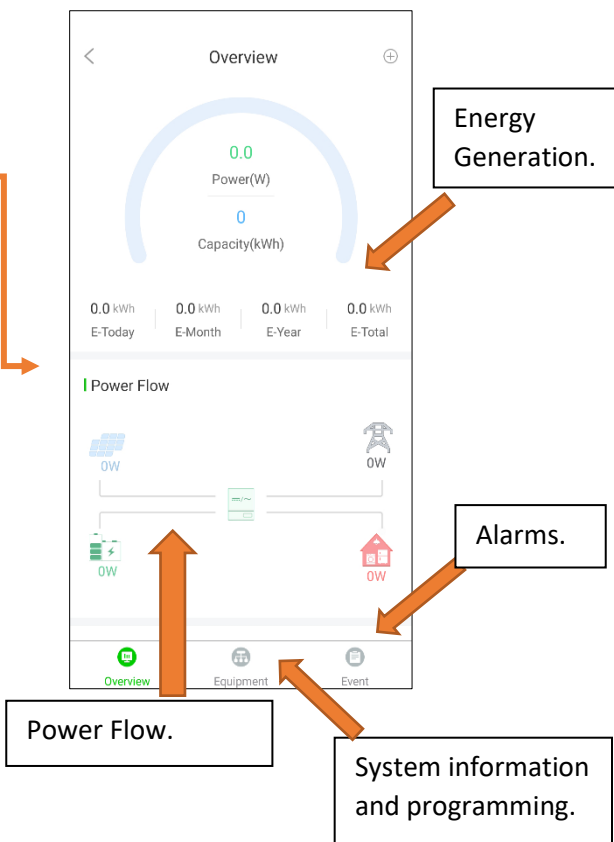 Overview
Energy
Generation.
0.0
Power(W)
0
Capacity(kWh)
0.0 kWh 0.0 kWh 0.0 kWh 0.0 kWh
E-Today E-Month E-Year E-Total
Power Flow
0W 0W
Alarms.
0W 0W
Overview Equipment Event
Power Flow.
System information
and programming.